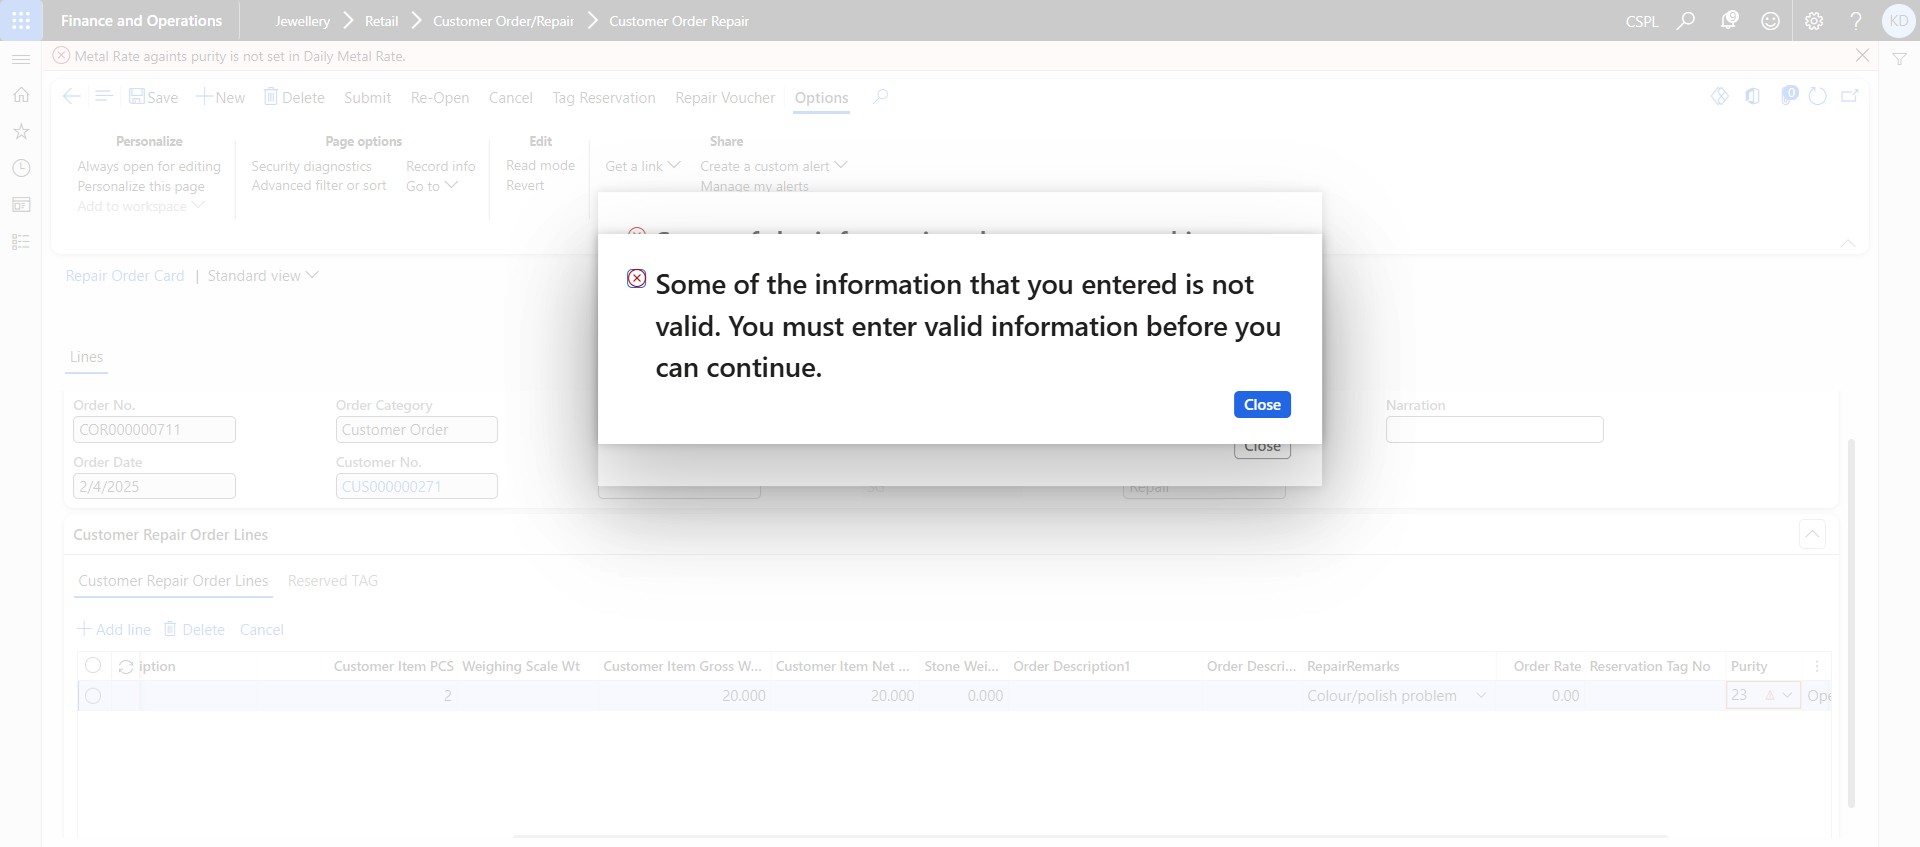 Finance and Operations
Jewellery
Retail
Customer Order/Repair
Customer Order Repair
CSPL
9
?
KD
Metal Rate againts purity is not set in Daily Metal Rate.
Save
New
Delete
Submit
Re-Open
Cancel
Tag Reservation
Repair Voucher
Options
0
Personalize
Always open for editing
Personalize this page
Add to workspace
Page options
Security diagnostics
Advanced filter or sort
Record info
Go to
Edit
Read mode
Revert
Share
Get a link
Create a custom alert
Manage my alerts
Some of the information that you entered is not
valid. You must enter valid information before you
can continue.
Close
Close
Repair Order Card | Standard view
Lines
Order No.
COR000000711
Order Category
Customer Order
Narration
Order Date
2/4/2025
Customer No.
CUS000000271
Repair
Customer Repair Order Lines
Customer Repair Order Lines
Reserved TAG
Add line
Delete
Cancel
iption
Customer Item PCS
Weighing Scale Wt
Customer Item Gross W...
Customer Item Net ...
Stone Wei...
Order Description1
Order Descri...
RepairRemarks
Order Rate
Reservation Tag No
Purity
2
20.000
20.000
0.000
Colour/polish problem
0.00
23
Ope